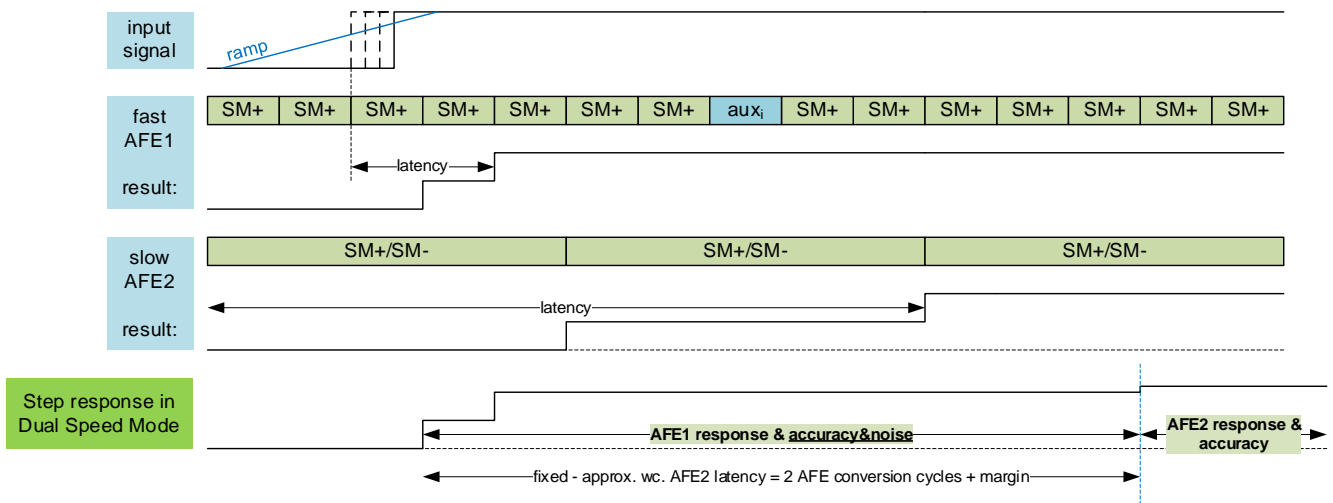 input
signal
ramp
fast
AFE1
result:
SM+ SM+ SM+ SM+ SM+ SM+ SM+ auxi SM+ SM+ SM+ SM+ SM+ SM+ SM+
latency
slow
AFE2
result:
SM+/SM- SM+/SM- SM+/SM-
latency
Step response in
Dual Speed Mode
AFE1 response & accuracy&noise
AFE2 response &
accuracy
fixed - approx. wc. AFE2 latency = 2 AFE conversion cycles + margin